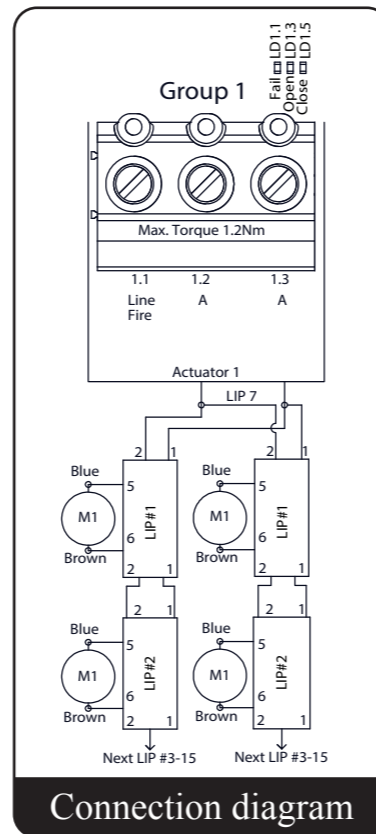 Group 1
Fail LD1.1
Open LD1.3
Close LD1.5
Max. Torque 1.2Nm
1.1 1.2 1.3
Line A A
Fire
Actuator 1
LIP 7
2 1 2 1
Blue 5 Blue 5
M1 LIP#1 M1 LIP#1
6 6
Brown 2 1 Brown 2 1
2 1 2 1
Blue 5 Blue 5
M1 LIP#2 M1 LIP#2
6 6
Brown 2 1 Brown 2 1
Next LIP #3-15 Next LIP #3-15
Connection diagram